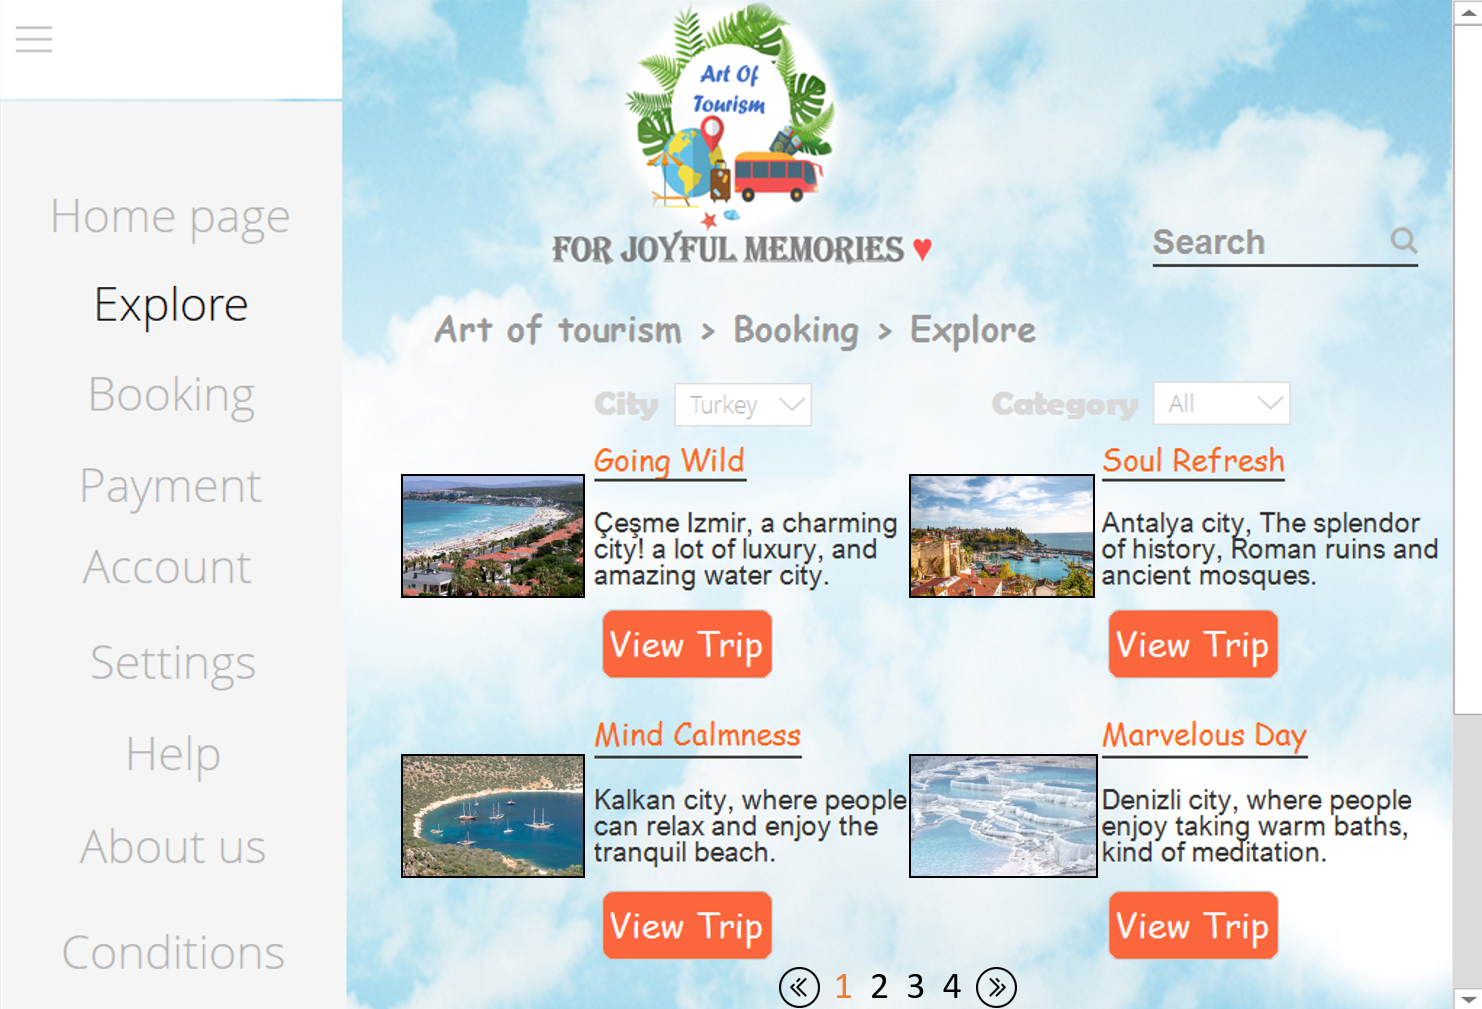 Art Of
Tourism
FOR JOYFUL MEMORIES ♥
Search
Home page
Explore
Booking
Payment
Account
Settings
Help
About us
Conditions
Art of tourism > Booking > Explore
City Turkey
Category All
Going Wild
Çeşme Izmir, a charming
city! a lot of luxury, and
amazing water city.
View Trip
Soul Refresh
Antalya city, The splendor
of history, Roman ruins and
ancient mosques.
View Trip
Mind Calmness
Kalkan city, where people
can relax and enjoy the
tranquil beach.
View Trip
Marvelous Day
Denizli city, where people
enjoy taking warm baths,
kind of meditation.
View Trip
1 2 3 4